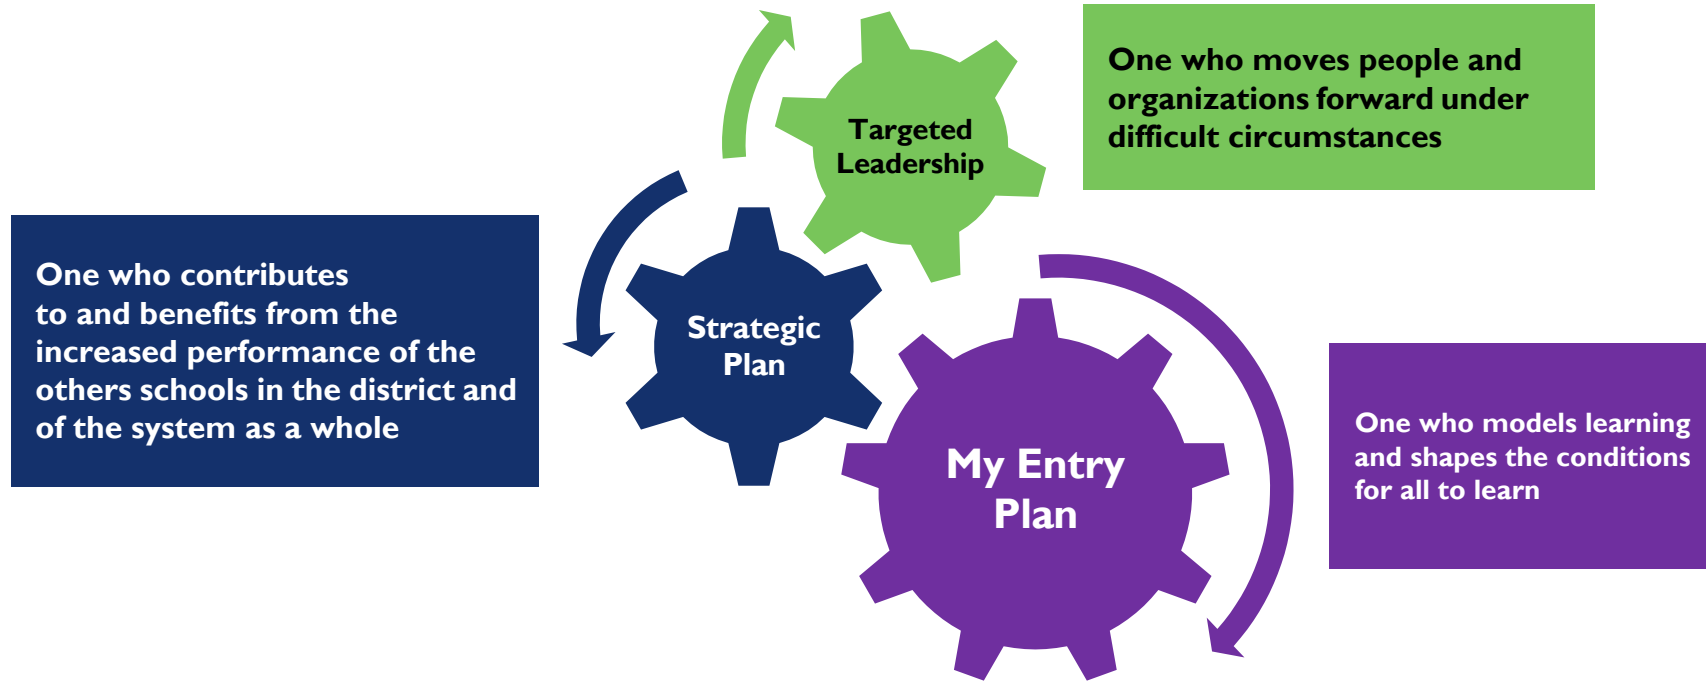 One who moves people and
organizations forward under
difficult circumstances
Targeted
Leadership
One who contributes
to and benefits from the
increased performance of the
others schools in the district and
of the system as a whole
Strategic
Plan
My Entry
Plan
One who models learning
and shapes the conditions
for all to learn